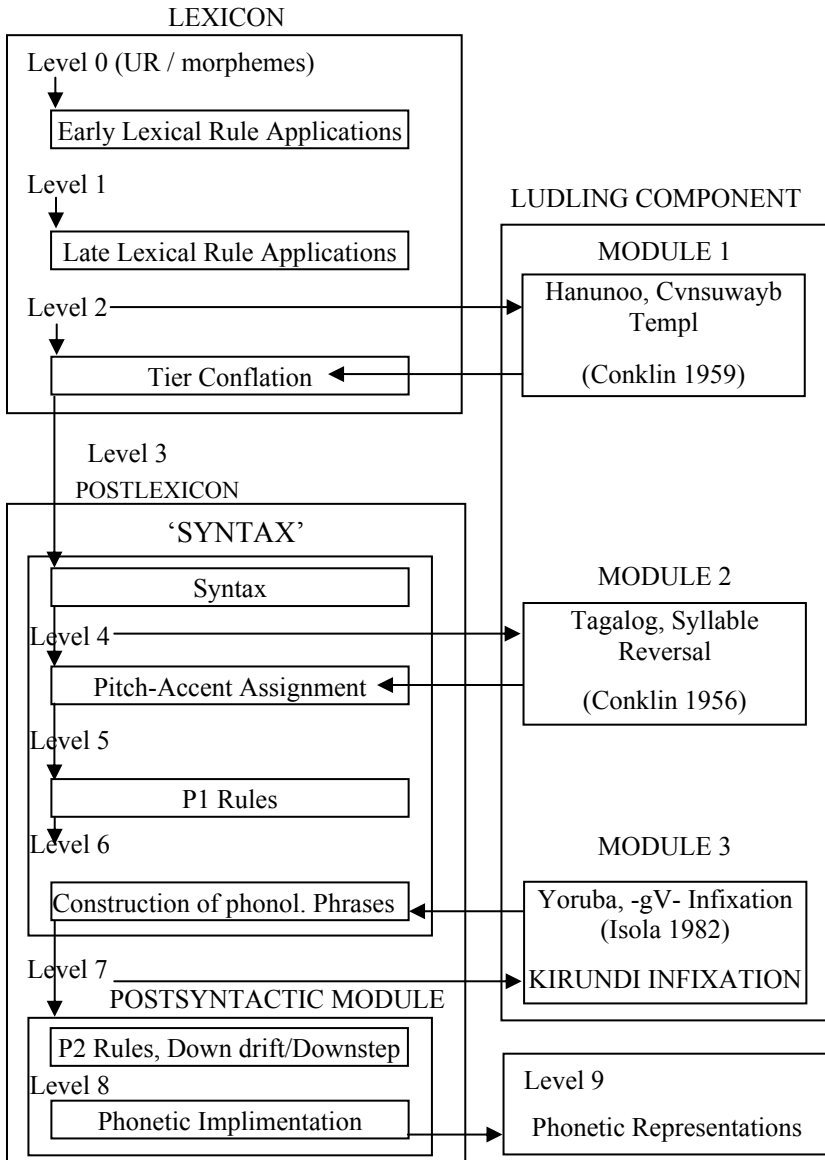 LEXICON
Level 0 (UR / morphemes)
Early Lexical Rule Applications
Level 1
Late Lexical Rule Applications
Level 2
Tier Conflation
Level 3
LUDLING COMPONENT
MODULE 1
Hanunoo, Cvnsuwayb
Templ
(Conklin 1959)
POSTLEXICON
‘SYNTAX’
Syntax
Level 4
Pitch-Accent Assignment
Level 5
P1 Rules
Level 6
Construction of phonol. Phrases
MODULE 2
Tagalog, Syllable
Reversal
(Conklin 1956)
MODULE 3
Yoruba, -gV- Infixation
(Isola 1982)
KIRUNDI INFIXATION
Level 7
POSTSYNTACTIC MODULE
P2 Rules, Down drift/Downstep
Level 8
Phonetic Implimentation
Level 9
Phonetic Representations